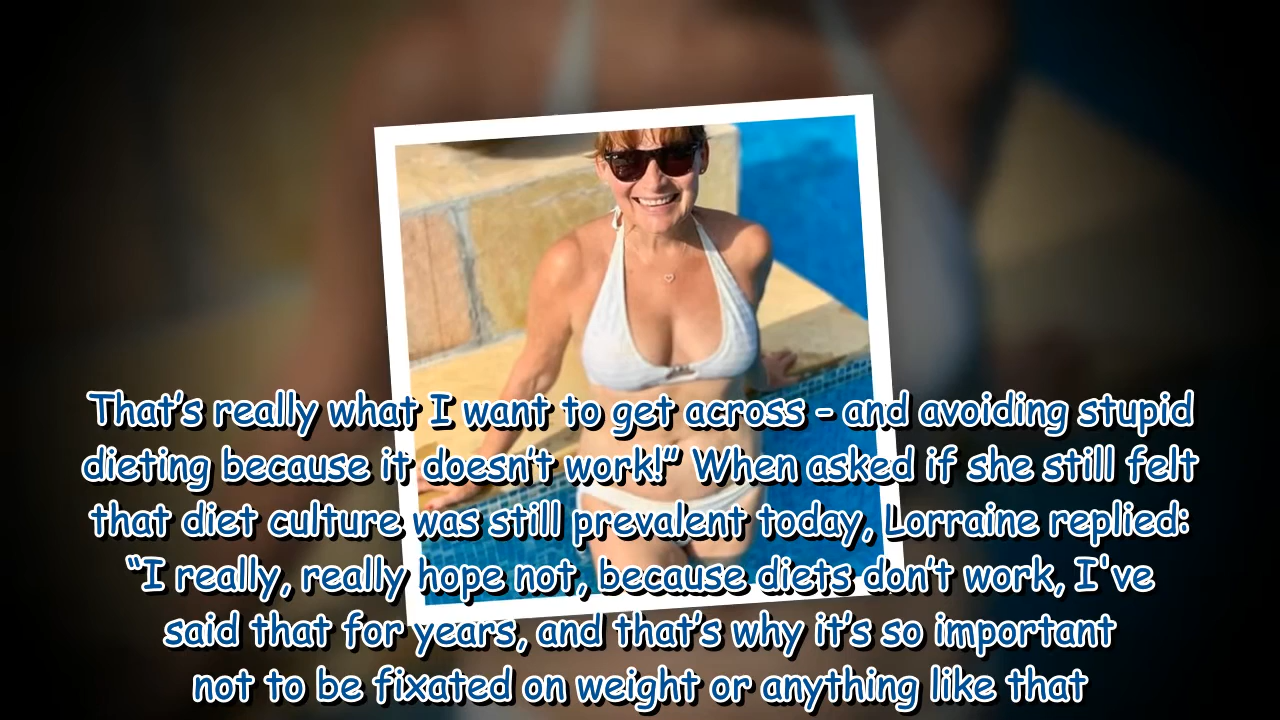 That’s really what I want to get across – and avoiding stupid
dieting because it doesn’t work!” When asked if she still felt
that diet culture was still prevalent today, Lorraine replied:
“I really, really hope not, because diets don’t work, I've
said that for years, and that’s why it’s so important
not to be fixated on weight or anything like that